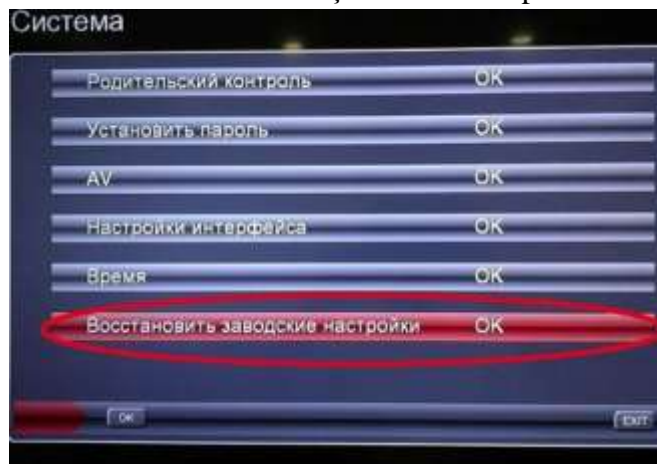 Система
Родительский контроль OK
Установить пароль OK
AV OK
Настройки интерфейса OK
Время OK
Восстановить заводские настройки OK
OK EXIT